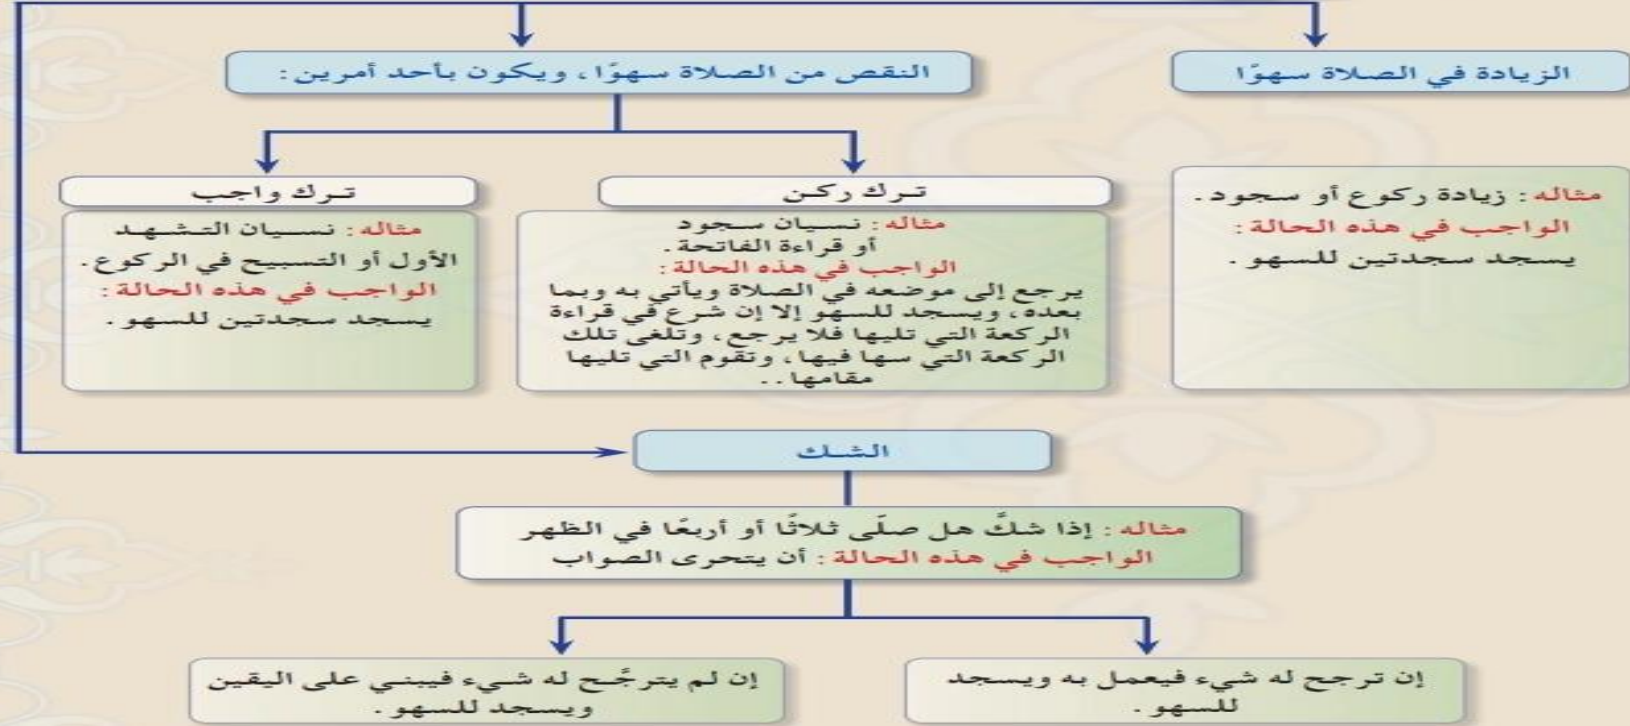 الزيادة في الصلاة سهوًا
مثاله: زيادة ركوع أو سجود.
الواجب في هذه الحالة:
يسجد سجدتين للسهو.
النقص من الصلاة سهوًا، ويكون بأحد أمرين:
تـرك ركـن
مثاله: نسيان سجود
أو قراءة الفاتحة.
الواجب في هذه الحالة:
يرجع إلى موضعه في الصلاة ويأتي به وبما
بعده، ويسجد للسهو إلا إن شرع في قراءة
الركعة التي تليها فلا يرجع، وتلغى تلك
الركعة التي سها فيها، وتقوم التي تليها
مقامها..
تـرك واجب
مثاله: نسيان التشهد
الأول أو التسبيح في الركوع.
الواجب في هذه الحالة:
يسجد سجدتين للسهو.
الشـك
مثاله: إذا شكَّ هل صلَّى ثلاثًا أو أربعًا في الظهر
الواجب في هذه الحالة: أن يتحرى الصواب
إن ترجح له شيء فيعمل به ويسجد
للسهو.
إن لم يترجَّح له شيء فيبني على اليقين
ويسجد للسهو.